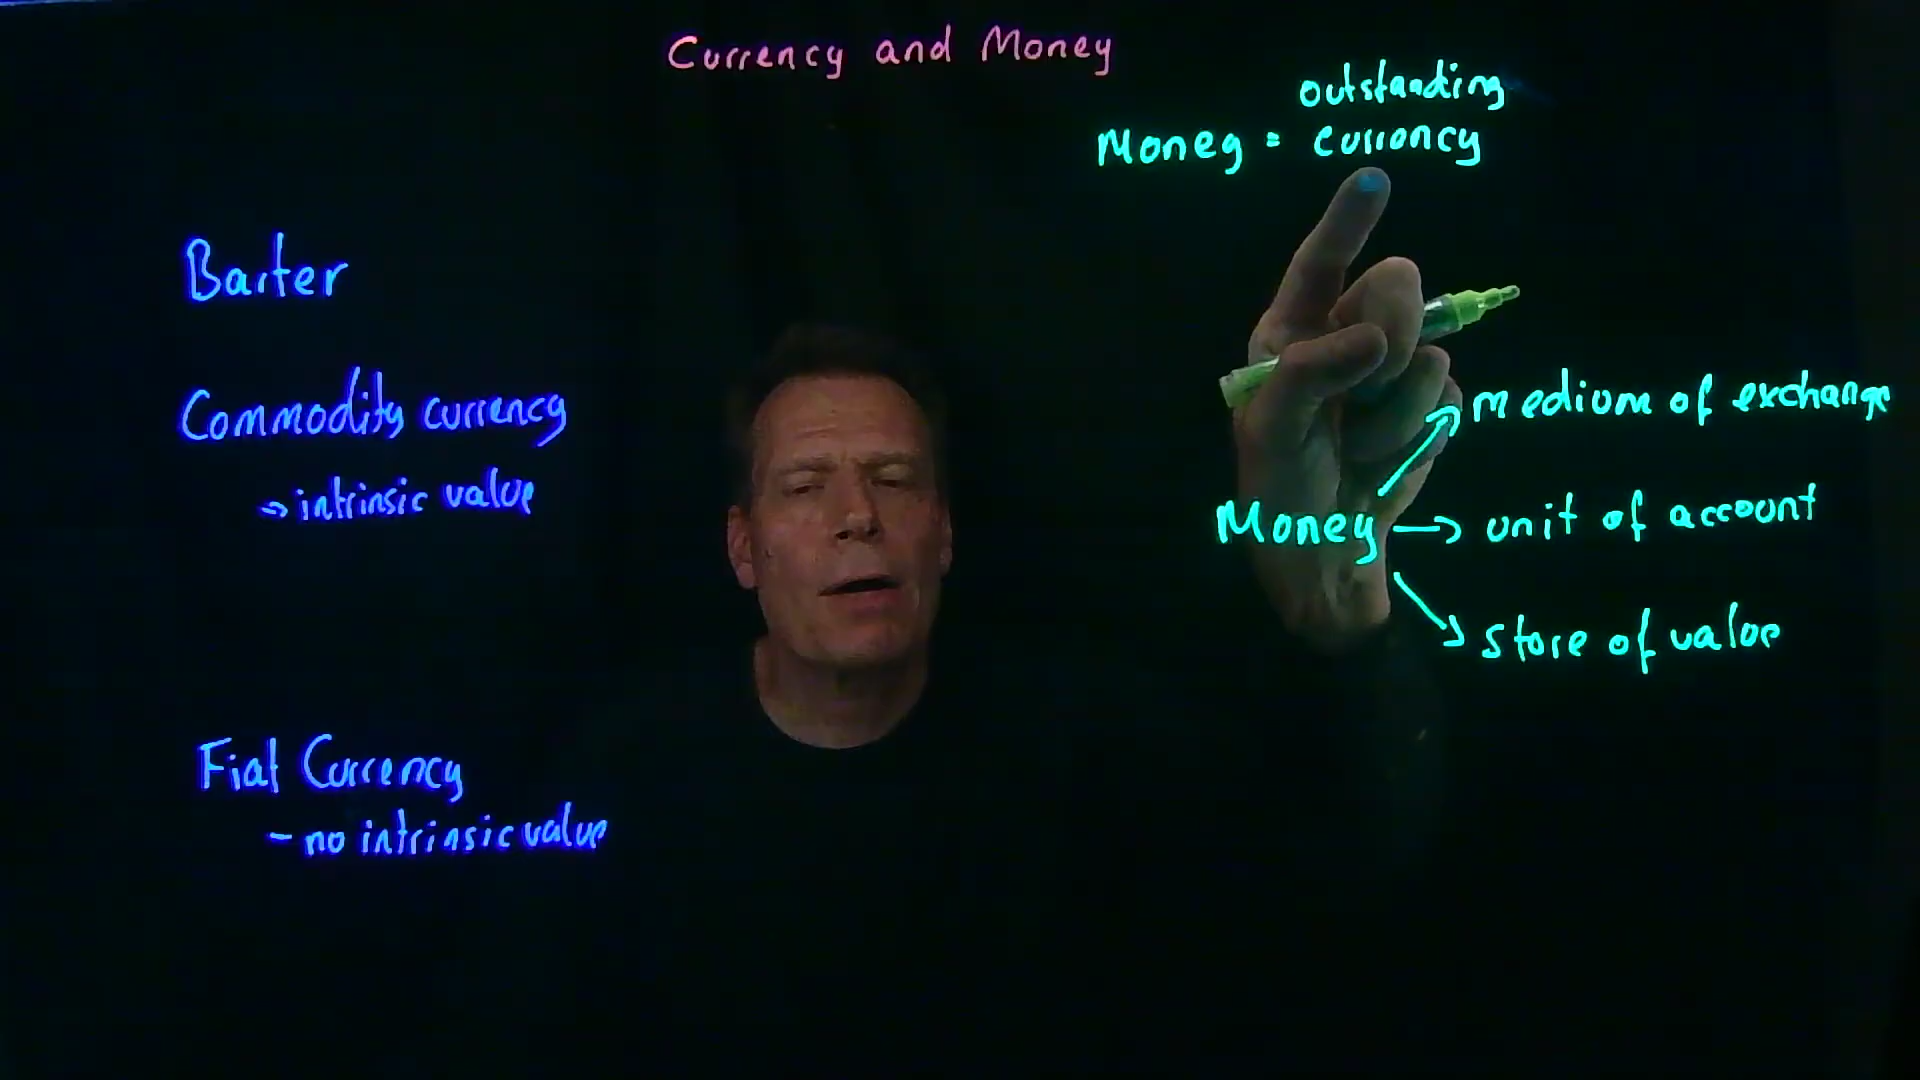 Currency and Money
outstanding
Money = currency
Barter
Commodity currency
→ intrinsic value
Money
→ medium of exchange
→ unit of account
→ store of value
Fiat Currency
- no intrinsic value